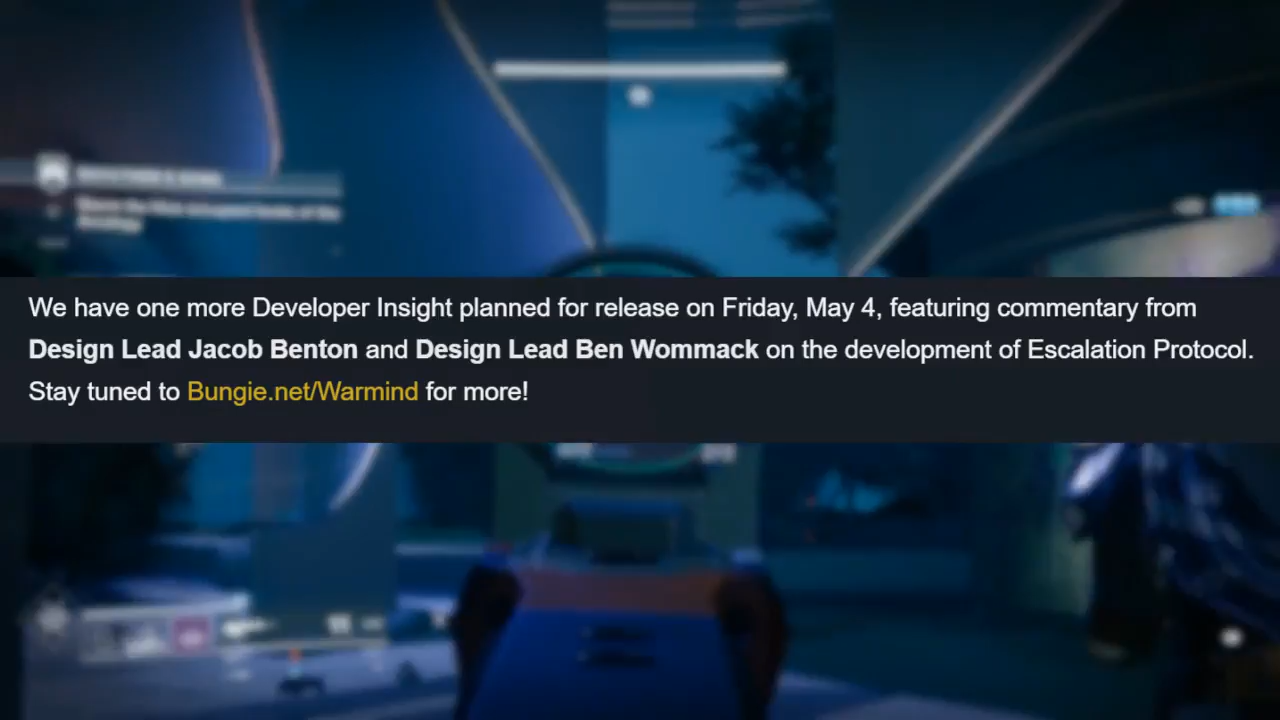 We have one more Developer Insight planned for release on Friday, May 4, featuring commentary from
Design Lead Jacob Benton and Design Lead Ben Wommack on the development of Escalation Protocol.
Stay tuned to Bungie.net/Warmind for more!